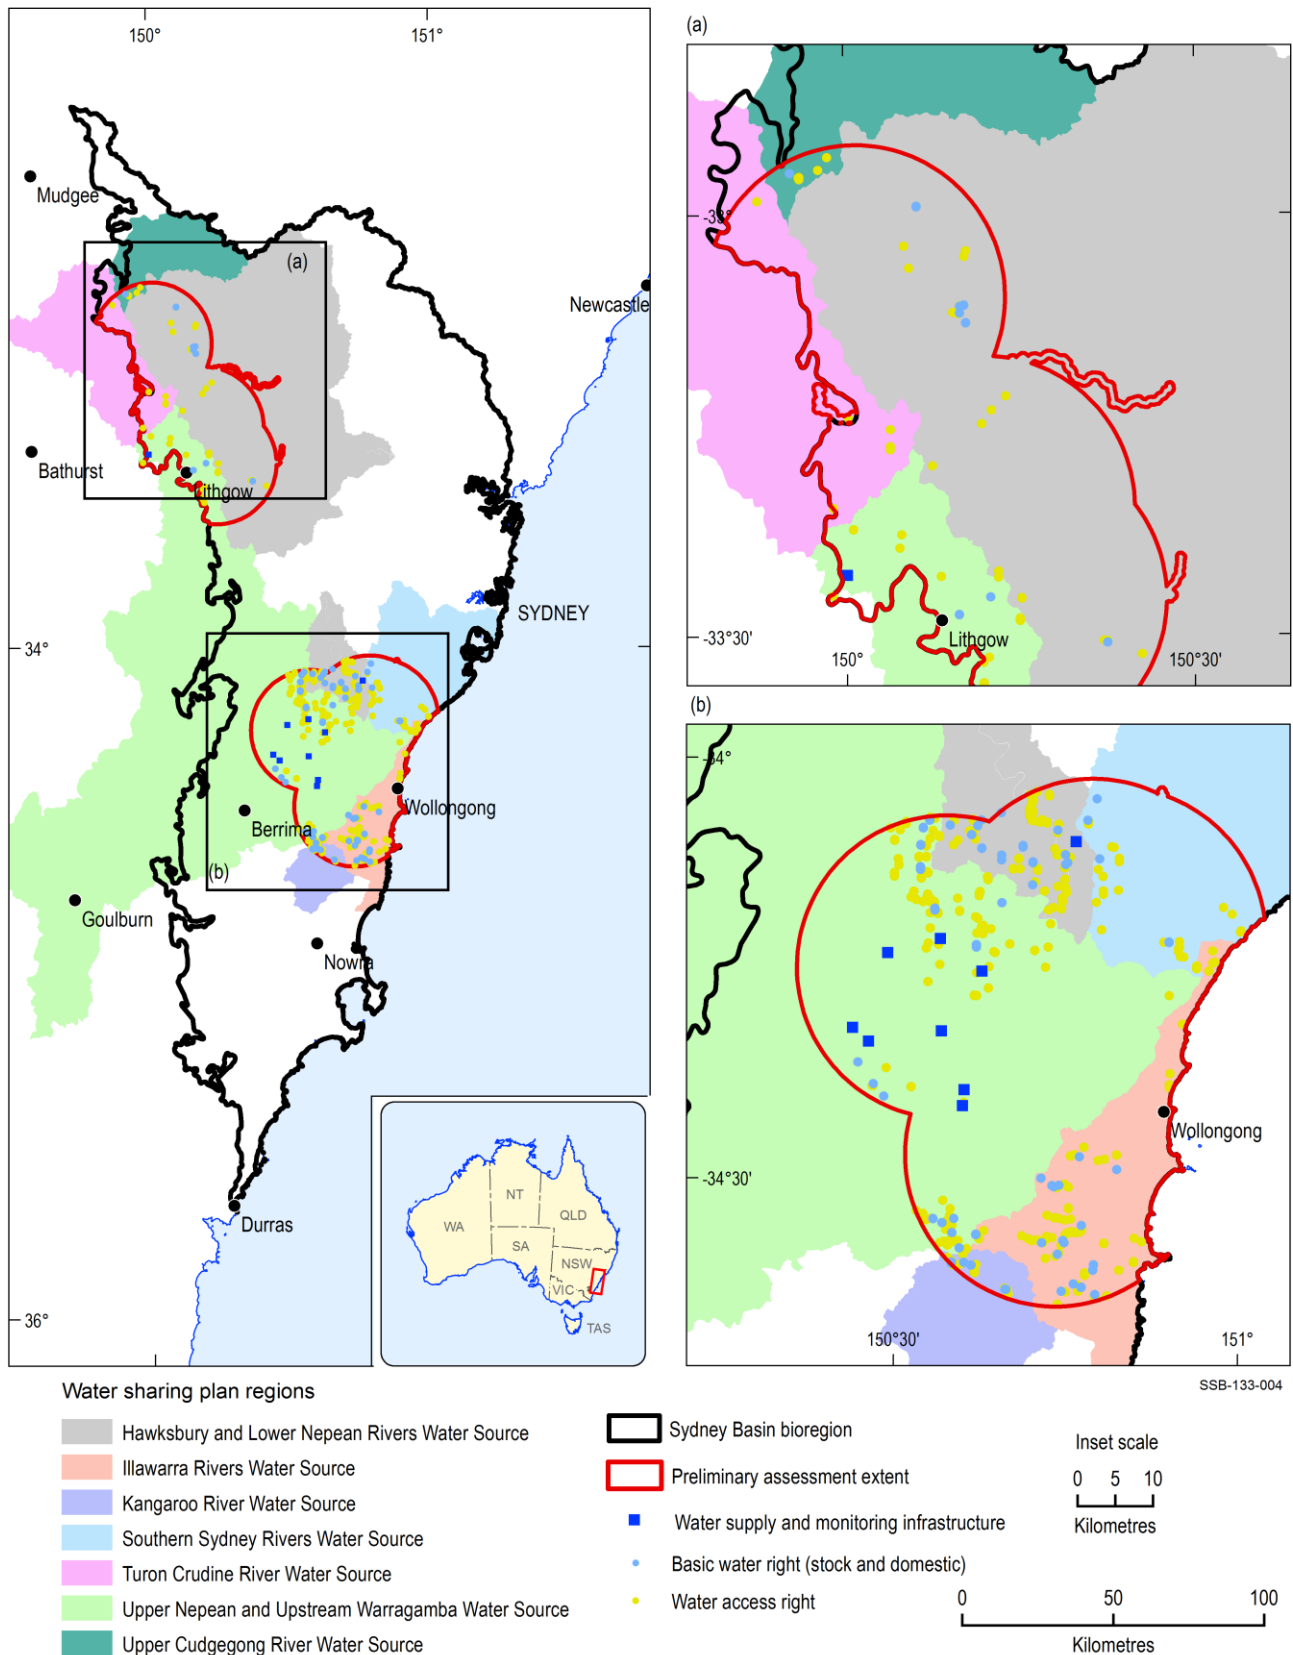 150°
151°
Mudgee
(a)
Newcastle
Bathurst
Lithgow
SYDNEY
34°
Wollongong
Berrima
(b)
Goulburn
Nowra
Durras
36°
WA
NT
QLD
SA
NSW
VIC
TAS
(a)
-33°
Lithgow
-33°50'
150°
150°30'
(b)
-34°
Wollongong
-34°50'
150°30'
151°
SSB-133-004
Water sharing plan regions
Hawksbury and Lower Nepean Rivers Water Source
Illawarra Rivers Water Source
Kangaroo River Water Source
Southern Sydney Rivers Water Source
Turon Crudine River Water Source
Upper Nepean and Upstream Warragamba Water Source
Upper Cudgegong River Water Source
Sydney Basin bioregion
Preliminary assessment extent
Water supply and monitoring infrastructure
Basic water right (stock and domestic)
Water access right
Inset scale
0 5 10
Kilometres
0 50 100
Kilometres